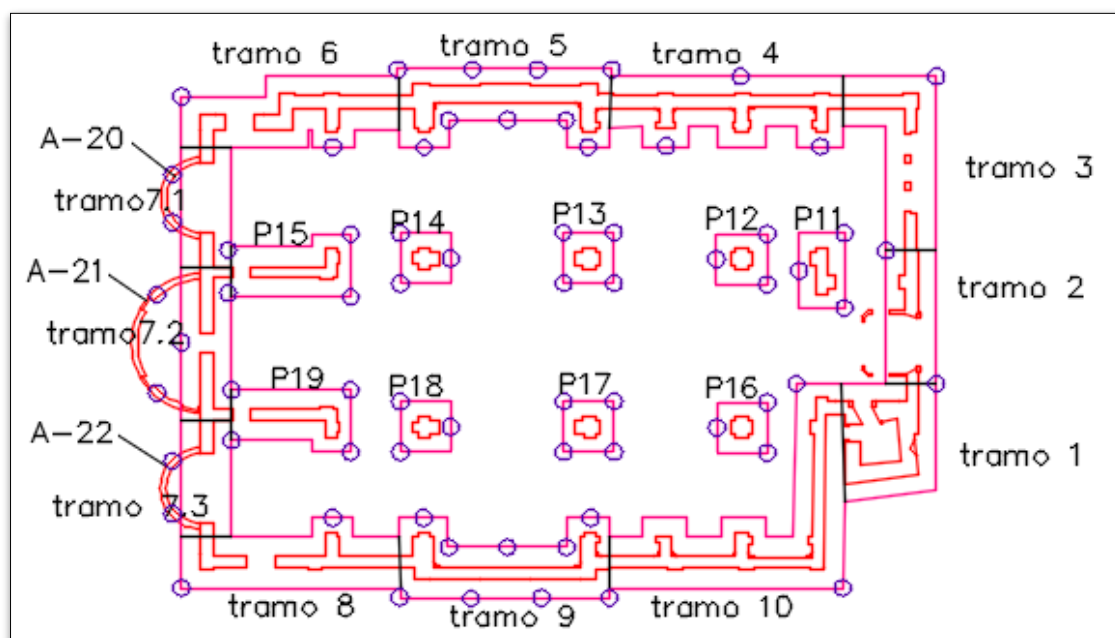 tramo 6
tramo 5
tramo 4
A-20
tramo 3
tramo7.1
P15
P14
P13
P12
P11
A-21
tramo 2
tramo7.2
P19
P18
P17
P16
A-22
tramo 1
tramo 7.3
tramo 8
tramo 9
tramo 10